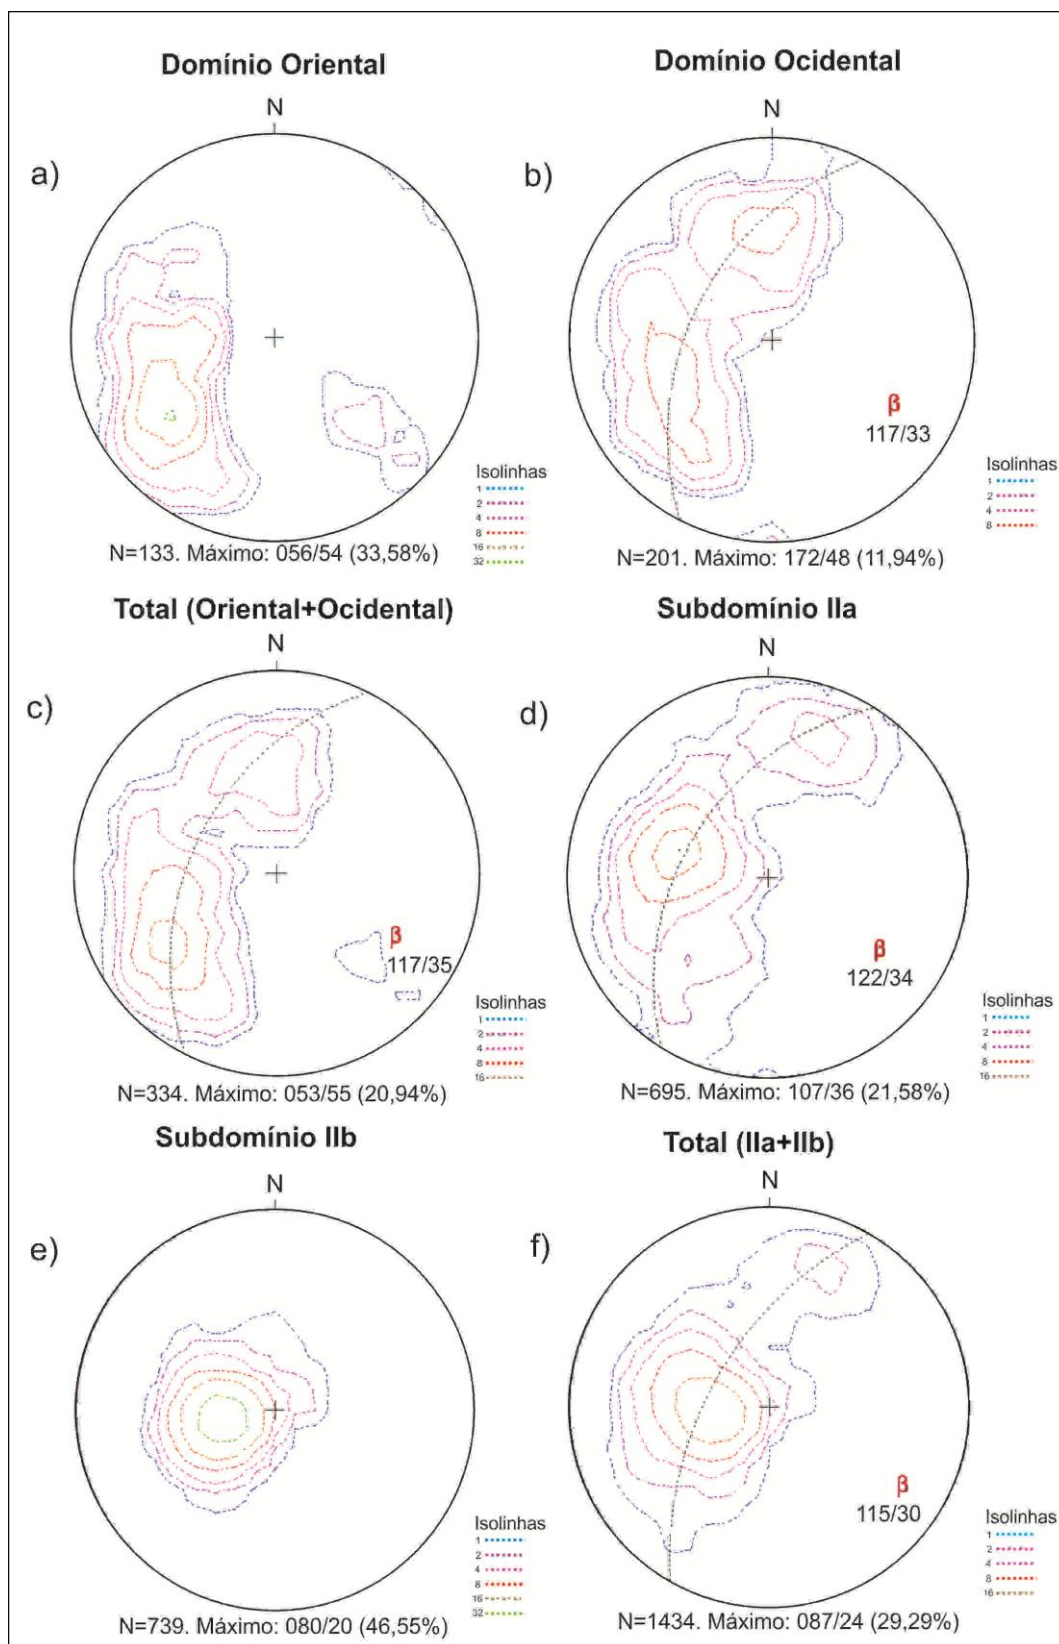 Domínio Oriental
N
a)
Isolinhas
1
2
4
8
16
32
N=133. Máximo: 056/54 (33,58%)
Domínio Ocidental
N
b)
β
117/33
Isolinhas
1
2
4
8
N=201. Máximo: 172/48 (11,94%)
Total (Oriental+Ocidental)
N
c)
β
117/35
Isolinhas
1
2
4
8
16
N=334. Máximo: 053/55 (20,94%)
Subdomínio IIa
N
d)
β
122/34
Isolinhas
1
2
4
8
16
N=695. Máximo: 107/36 (21,58%)
Subdomínio IIb
N
e)
Isolinhas
1
2
4
8
16
32
N=739. Máximo: 080/20 (46,55%)
Total (IIa+IIb)
N
f)
β
115/30
Isolinhas
1
2
4
8
16
N=1434. Máximo: 087/24 (29,29%)